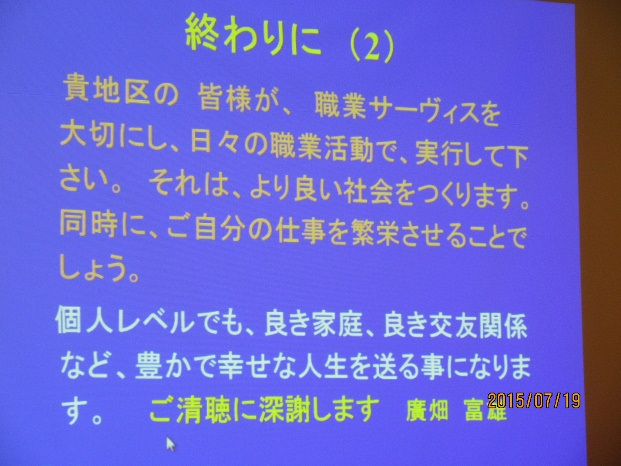 終わりに（2）
貴地区の 皆様が、 職業サーヴィスを
大切にし、日々の職業活動で、実行して下
さい。 それは、より良い社会をつくります。
同時に、ご自分の仕事を繁栄させることで
しょう。
個人レベルでも、良き家庭、良き交友関係
など、豊かで幸せな人生を送る事になりま
す。 ご清聴に深謝します 廣畑 富雄
2015/07/19